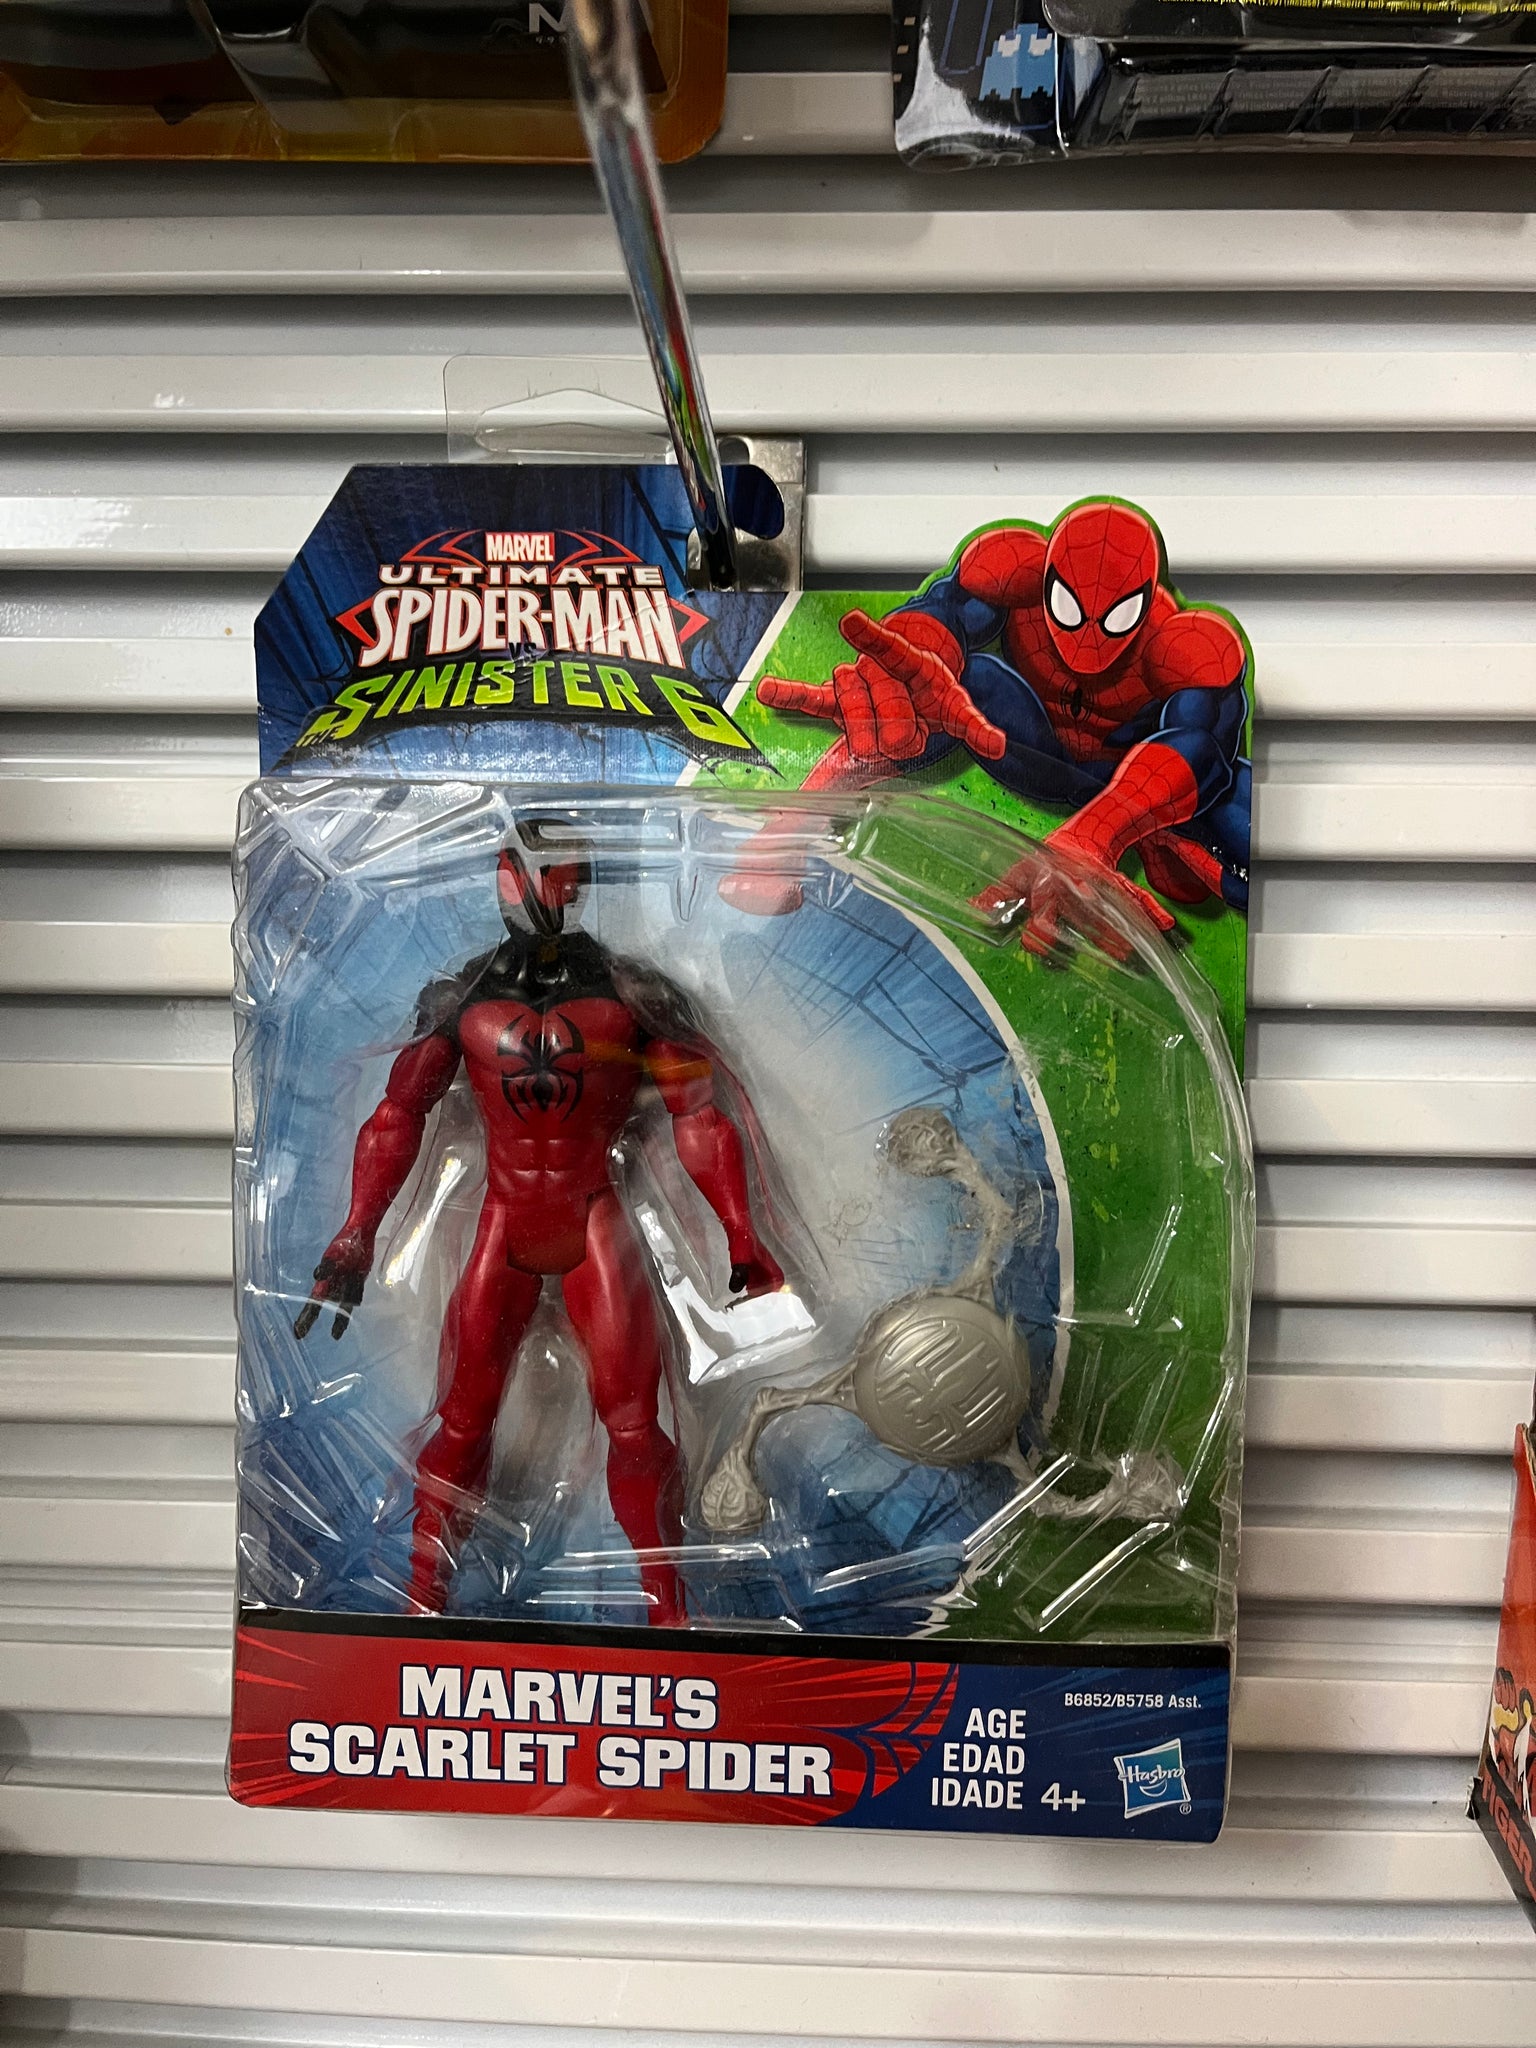 MARVEL
ULTIMATE
SPIDER-MAN
VS
THE SINISTER 6
MARVEL'S
SCARLET SPIDER
B6852/B5758 Asst.
AGE
EDAD
IDADE 4+
Hasbro
®
TIGER